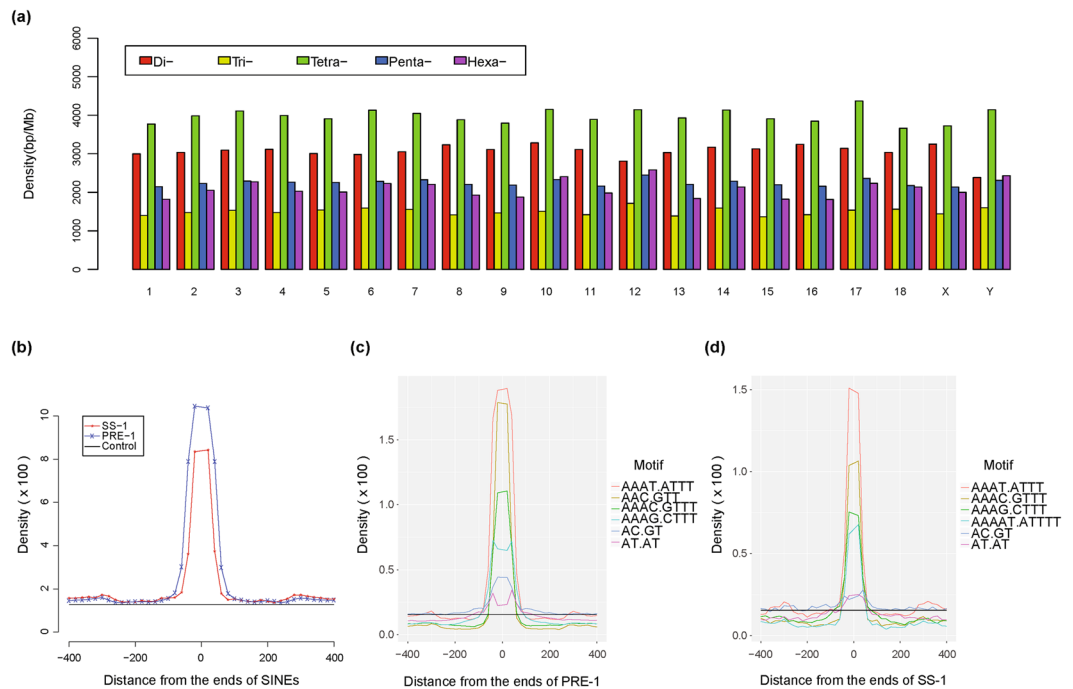 (a)
Density(bp/Mb)
6000
5000
4000
3000
2000
1000
0
Di− Tri− Tetra− Penta− Hexa−
1 2 3 4 5 6 7 8 9 10 11 12 13 14 15 16 17 18 X Y
(b)
Density ( x 100 )
10
8
6
4
2
0
SS−1
PRE−1
Control
−400 −200 0 200 400
Distance from the ends of SINEs
(c)
Density ( x 100 )
1.5
1.0
0.5
0.0
−400 −200 0 200 400
Distance from the ends of PRE-1
Motif
AAAT.ATTT
AAC.GTT
AAAC.GTTT
AAAG.CTTT
AC.GT
AT.AT
(d)
Density ( x 100 )
1.5
1.0
0.5
0.0
−400 −200 0 200 400
Distance from the ends of SS-1
Motif
AAAT.ATTT
AAAC.GTTT
AAAG.CTTT
AAAAT.ATTTT
AC.GT
AT.AT